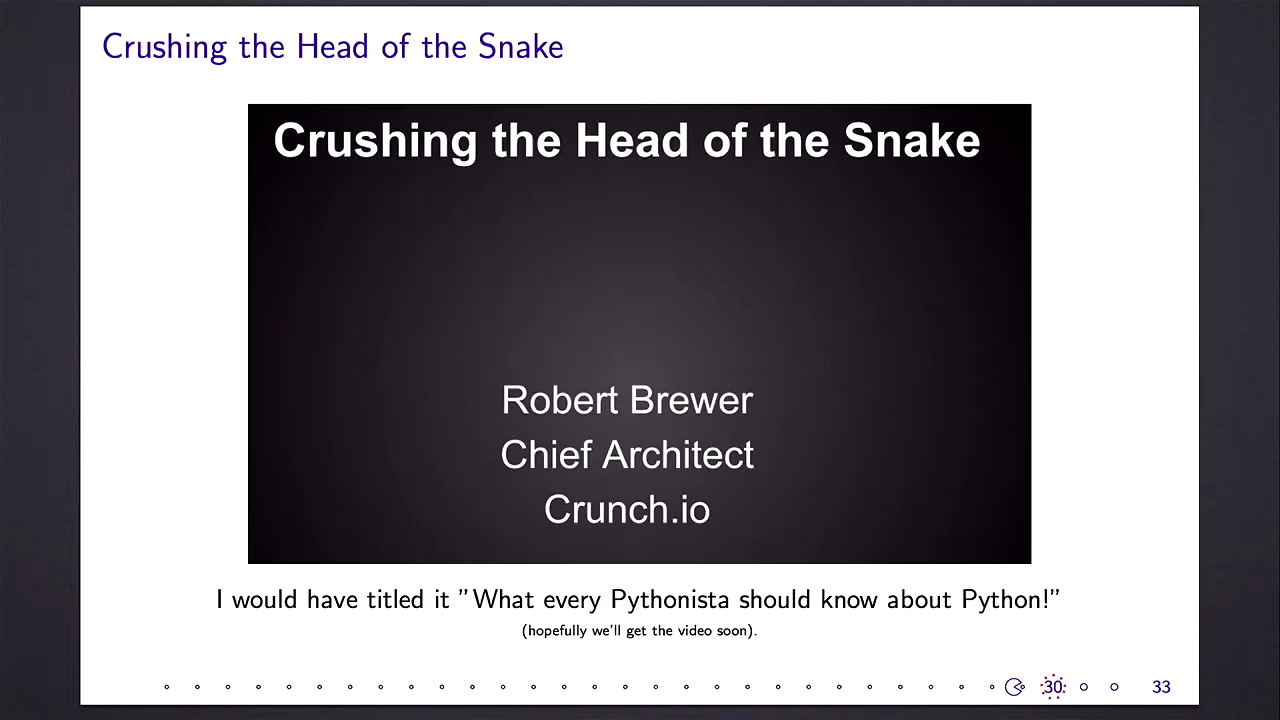 Crushing the Head of the Snake
Crushing the Head of the Snake
Robert Brewer
Chief Architect
Crunch.io
I would have titled it ”What every Pythonista should know about Python!”
(hopefully we'll get the video soon).
30
33